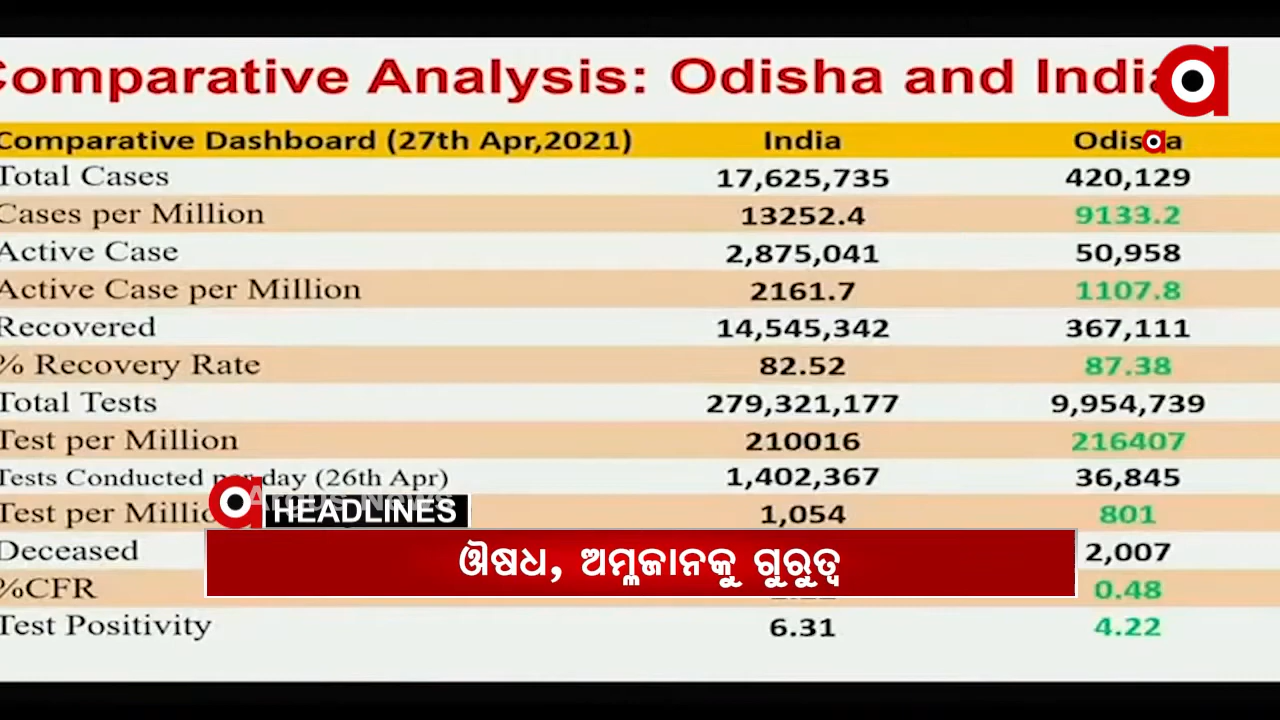 Comparative Analysis: Odisha and India
Comparative Dashboard (27th Apr,2021) India Odisha
Total Cases 17,625,735 420,129
Cases per Million 13252.4 9133.2
Active Case 2,875,041 50,958
Active Case per Million 2161.7 1107.8
Recovered 14,545,342 367,111
% Recovery Rate 82.52 87.38
Total Tests 279,321,177 9,954,739
Test per Million 210016 216407
Tests Conducted per day (26th Apr) 1,402,367 36,845
Test per Million 1,054 801
ARGUS NEWS
HEADLINES
Deceased 2,007
ଔଷଧ, ଅମ୍ଳଜାନକୁ ଗୁରୁତ୍ୱ
%CFR 0.48
Test Positivity 6.31 4.22